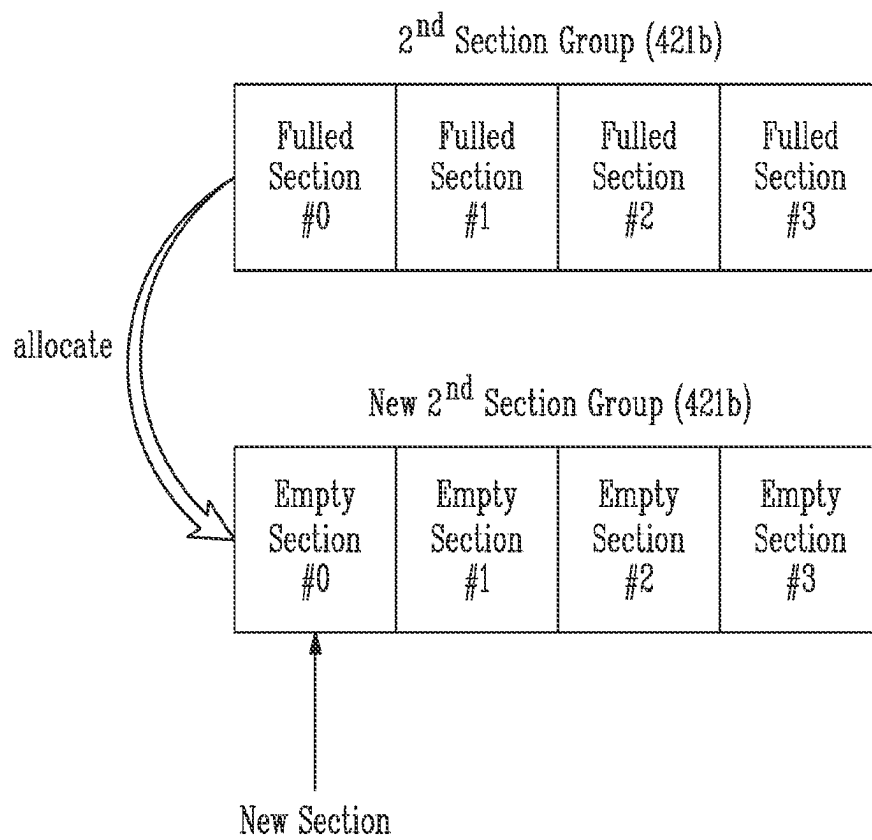 2nd Section Group (421b)
Fulled Fulled Fulled Fulled
Section Section Section Section
#0 #1 #2 #3
allocate
New 2nd Section Group (421b)
Empty Empty Empty Empty
Section Section Section Section
#0 #1 #2 #3
New Section